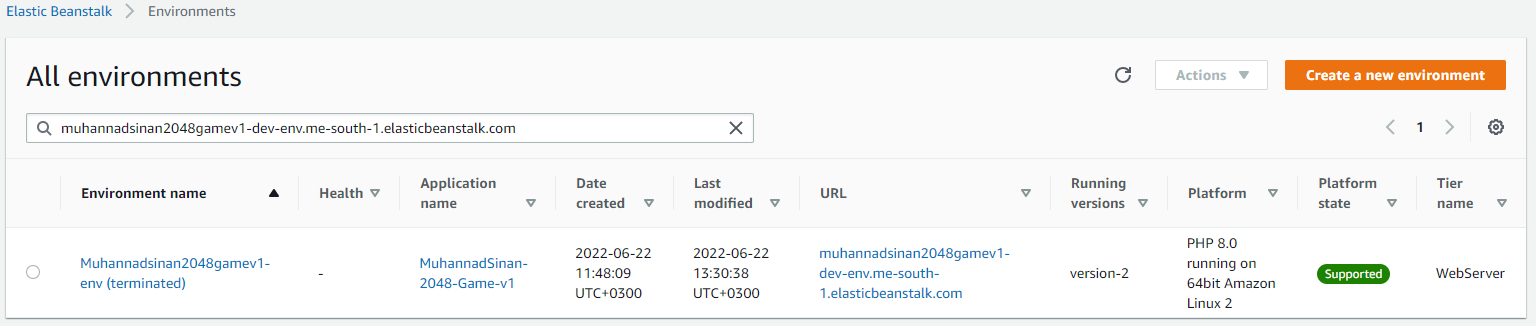 Elastic Beanstalk Environments
All environments
Actions
Create a new environment
muhannadsinan2048gamev1-dev-env.me-south-1.elasticbeanstalk.com
1
Environment name
Health
Application
name
Date
created
Last
modified
URL
Running
versions
Platform
Platform
state
Tier
name
Muhannadsinan2048gamev1-
env (terminated)
-
MuhannadSinan-
2048-Game-v1
2022-06-22
11:48:09
UTC+0300
2022-06-22
13:30:38
UTC+0300
muhannadsinan2048gamev1-
dev-env.me-south-
1.elasticbeanstalk.com
version-2
PHP 8.0
running on
64bit Amazon
Linux 2
Supported
WebServer